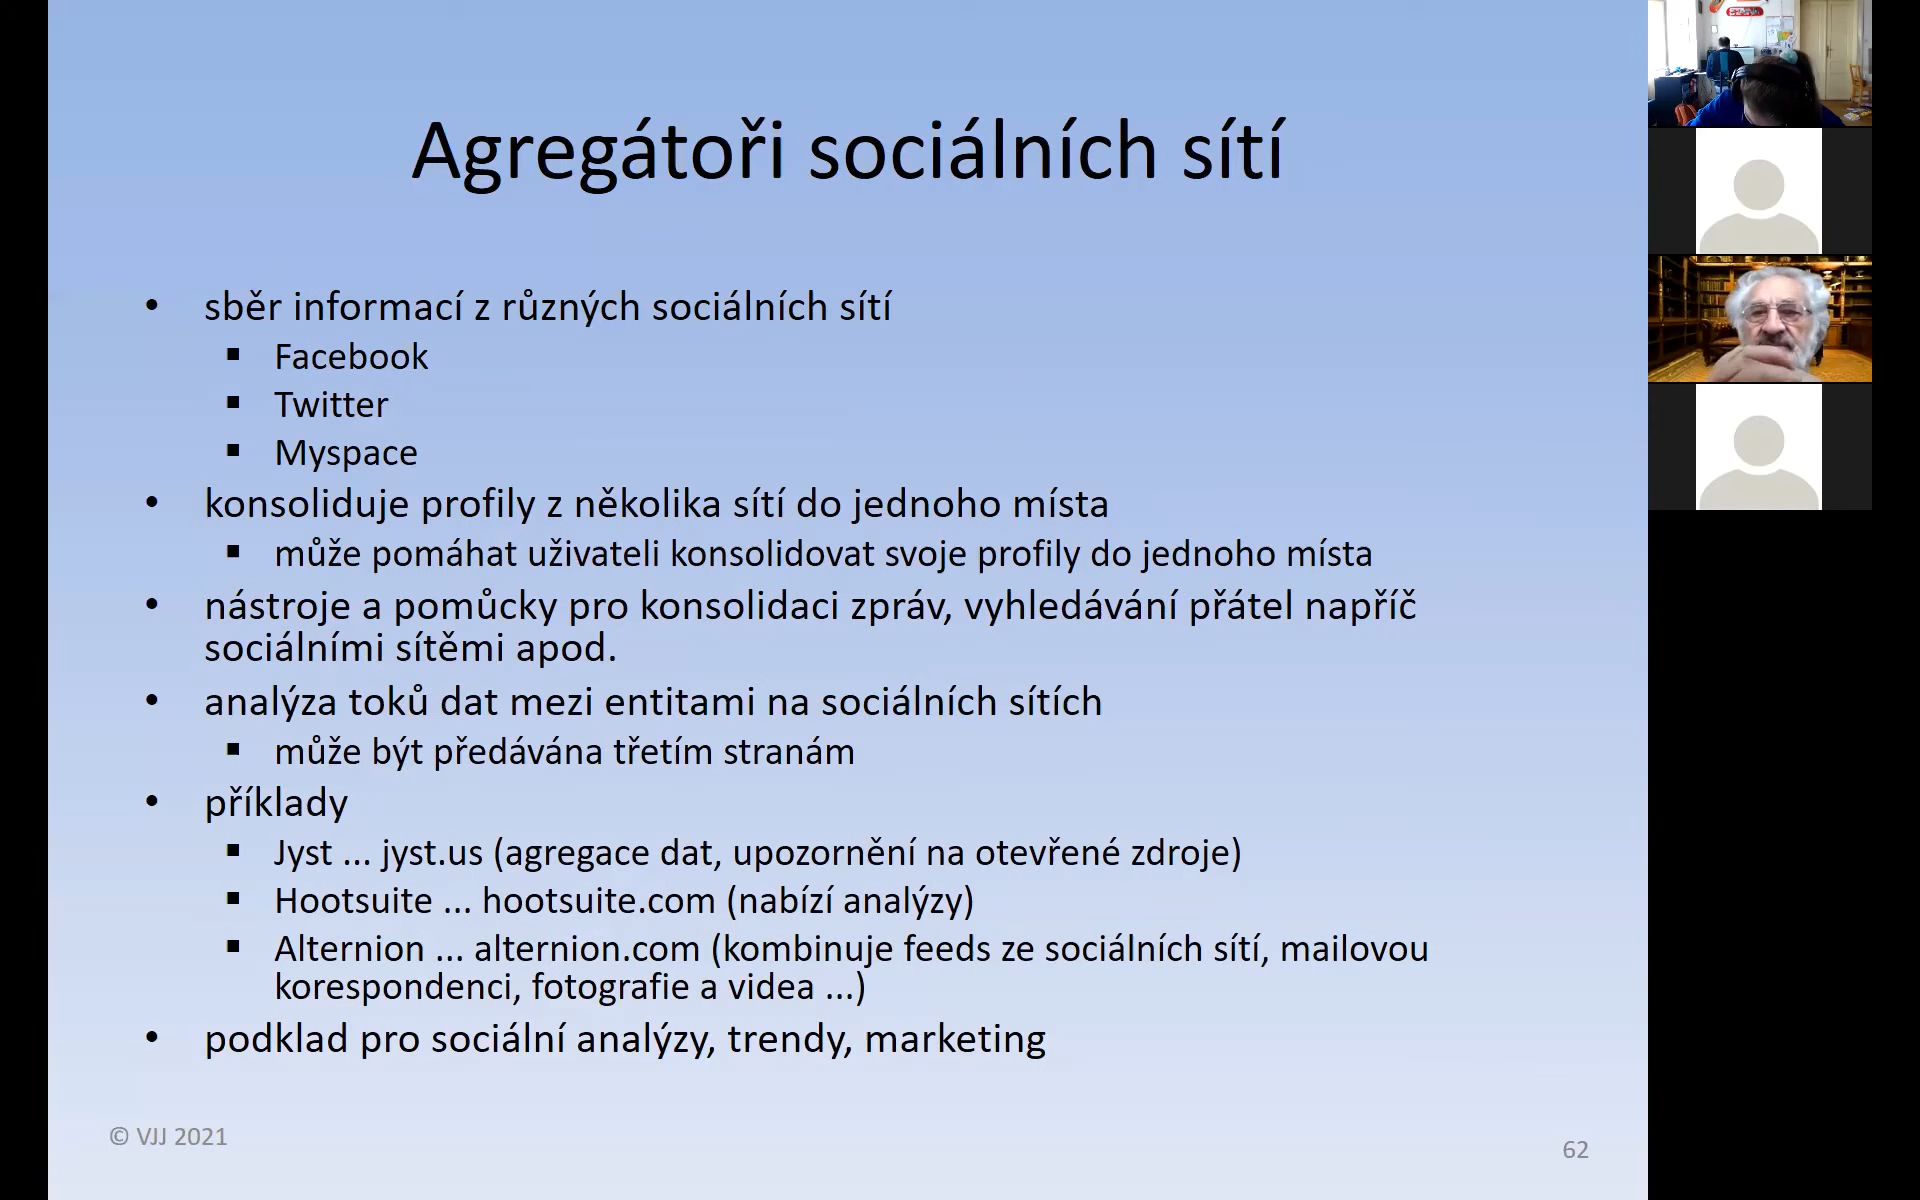 Agregátoři sociálních sítí
• sběr informací z různých sociálních sítí
▪ Facebook
▪ Twitter
▪ Myspace
• konsoliduje profily z několika sítí do jednoho místa
▪ může pomáhat uživateli konsolidovat svoje profily do jednoho místa
• nástroje a pomůcky pro konsolidaci zpráv, vyhledávání přátel napříč
sociálními sítěmi apod.
• analýza toků dat mezi entitami na sociálních sítích
▪ může být předávána třetím stranám
• příklady
▪ Jyst ... jyst.us (agregace dat, upozornění na otevřené zdroje)
▪ Hootsuite ... hootsuite.com (nabízí analýzy)
▪ Alternion ... alternion.com (kombinuje feeds ze sociálních sítí, mailovou
korespondenci, fotografie a videa ...)
• podklad pro sociální analýzy, trendy, marketing
© VJJ 2021
62